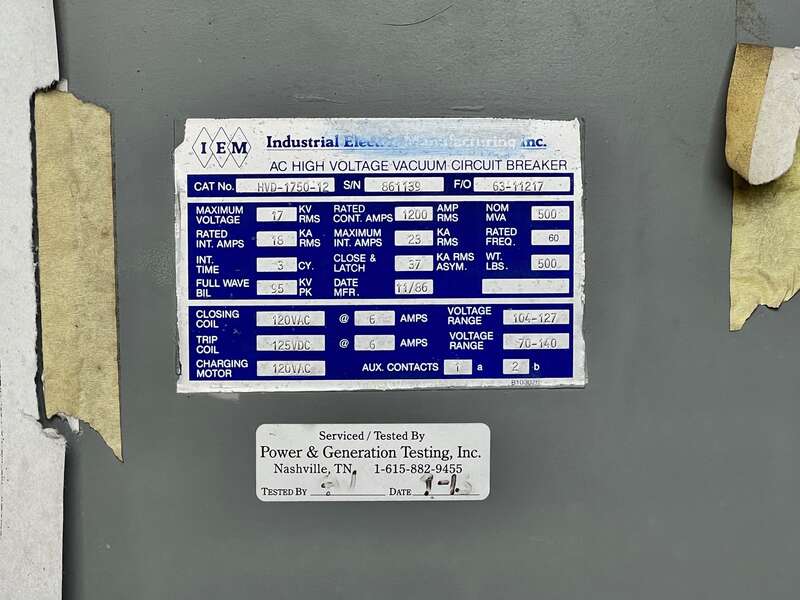 IEM Industrial Electric Manufacturing Inc.
AC HIGH VOLTAGE VACUUM CIRCUIT BREAKER
CAT No. HVD-1750-12 S/N 861139 F/O 63-11217
MAXIMUM VOLTAGE 17 KV RMS RATED CONT. AMPS 1200 AMP RMS NOM MVA 500
RATED INT. AMPS 18 KA RMS MAXIMUM INT. AMPS 23 KA RMS RATED FREQ. 60
INT. TIME 3 CY. CLOSE & LATCH 37 KA RMS ASYM. WT. LBS. 500
FULL WAVE BIL 95 KV PK DATE MFR. 11/86
CLOSING COIL 120VAC @ 6 AMPS VOLTAGE RANGE 104-127
TRIP COIL 125VDC @ 6 AMPS VOLTAGE RANGE 70-140
CHARGING MOTOR 120VAC AUX. CONTACTS 1 a 2 b
Serviced / Tested By
Power & Generation Testing, Inc.
Nashville, TN 1-615-882-9455
TESTED BY DATE